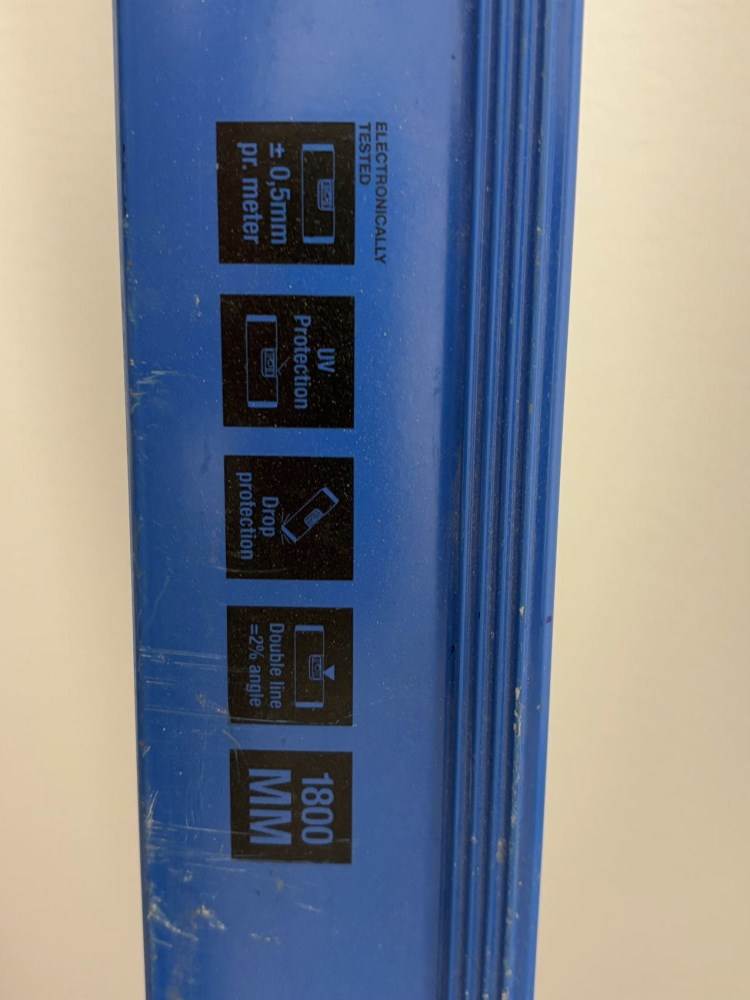 ELECTRONICALLY
TESTED
± 0,5mm
pr. meter
UV
Protection
Drop
protection
Double line
=2% angle
1800
MM